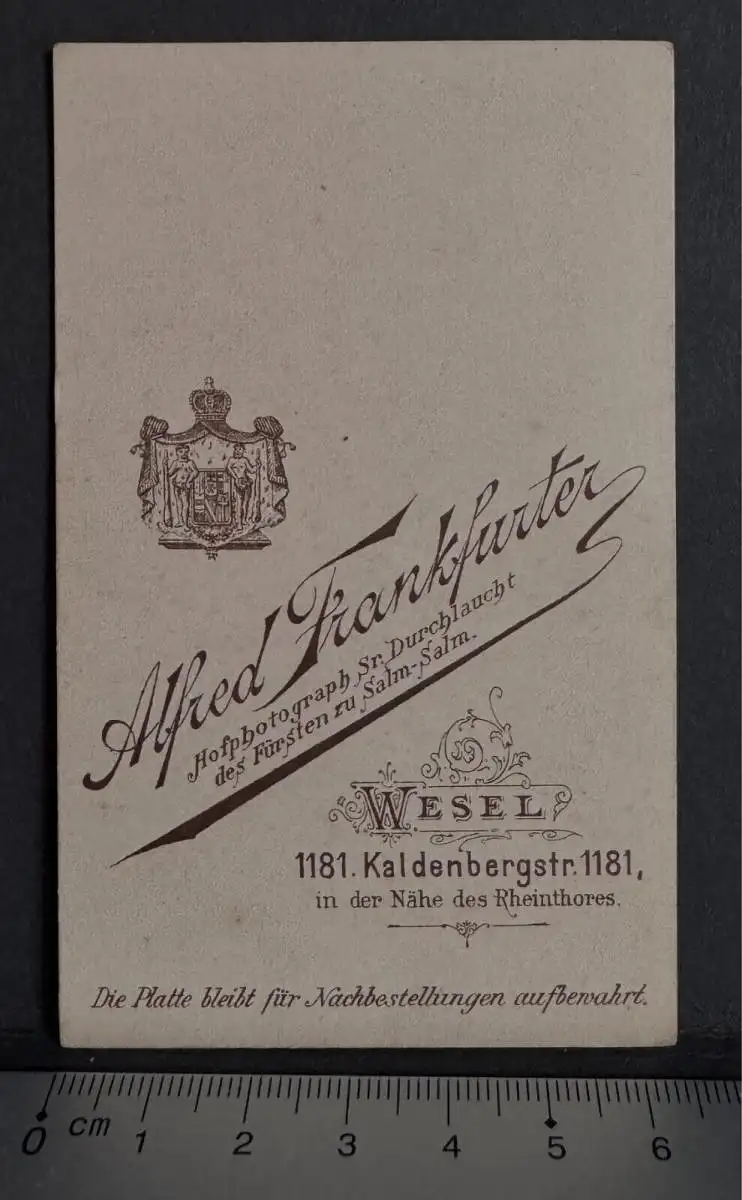 Alfred Frankfurter
Hofphotograph Sr. Durchlaucht
des Fürsten zu Salm-Salm.
WESEL
1181. Kaldenbergstr. 1181,
in der Nähe des Rheinthores.
Die Platte bleibt für Nachbestellungen aufbewahrt.
0 cm 1 2 3 4 5 6